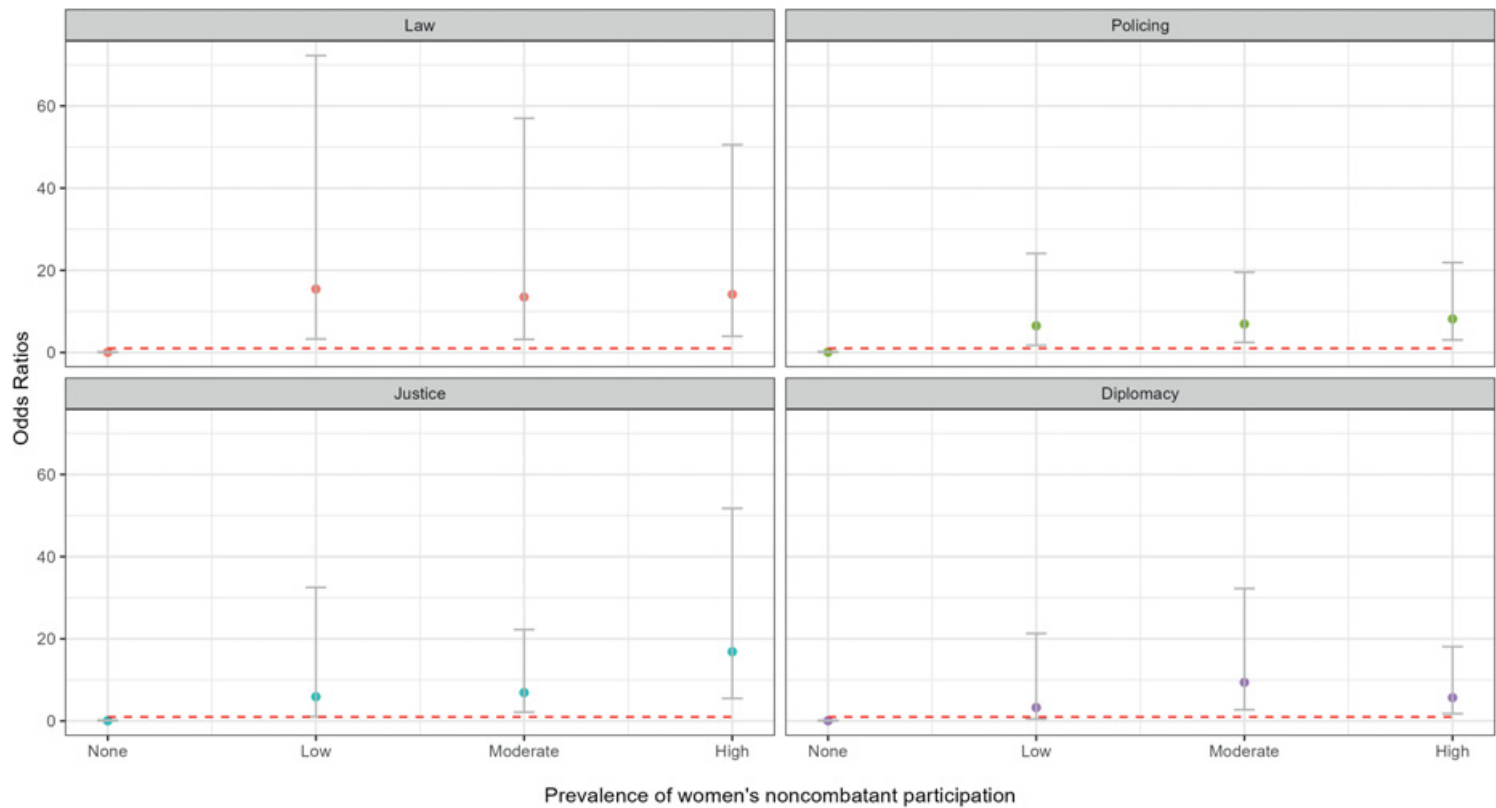 Law
Policing
60
40
20
0
Odds Ratios
Justice
Diplomacy
60
40
20
0
None Low Moderate High None Low Moderate High
Prevalence of women's noncombatant participation